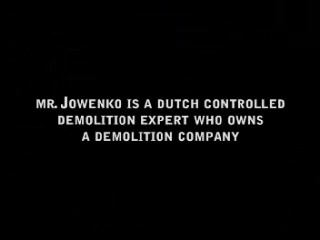 MR. JOWENKO IS A DUTCH CONTROLLED
DEMOLITION EXPERT WHO OWNS
A DEMOLITION COMPANY